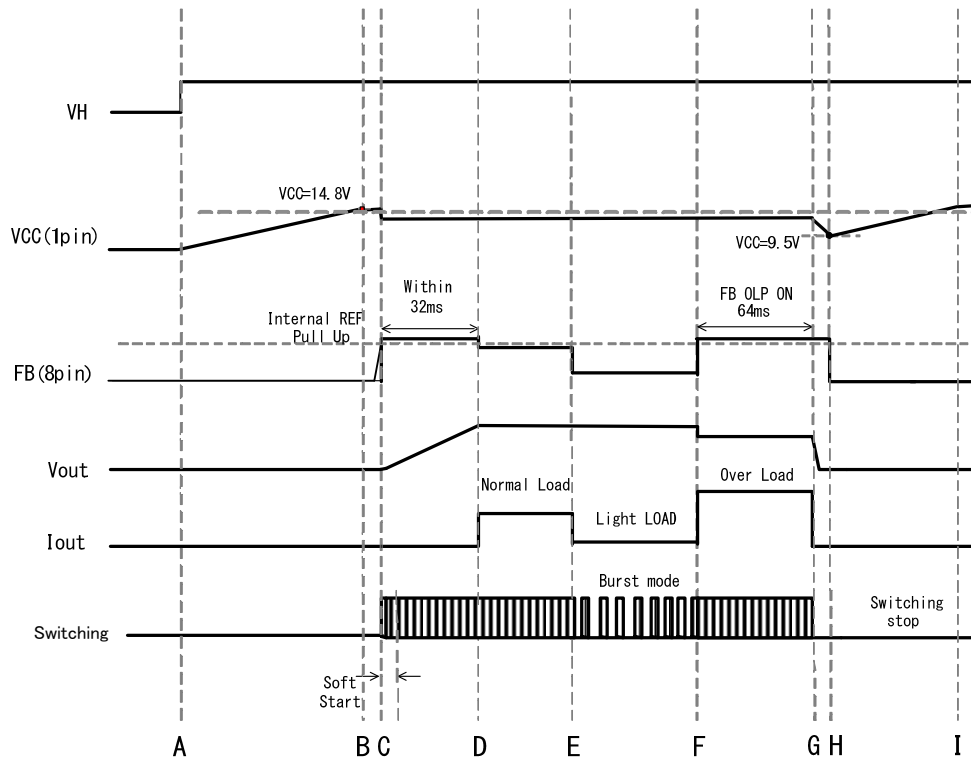 VH
VCC=14.8V
VCC(1pin)
VCC=9.5V
Within
32ms
FB OLP ON
64ms
Internal REF
Pull Up
FB(8pin)
Vout
Normal Load
Over Load
Light LOAD
Iout
Burst mode
Switching
stop
Switching
Soft
Start
A B C D E F G H I